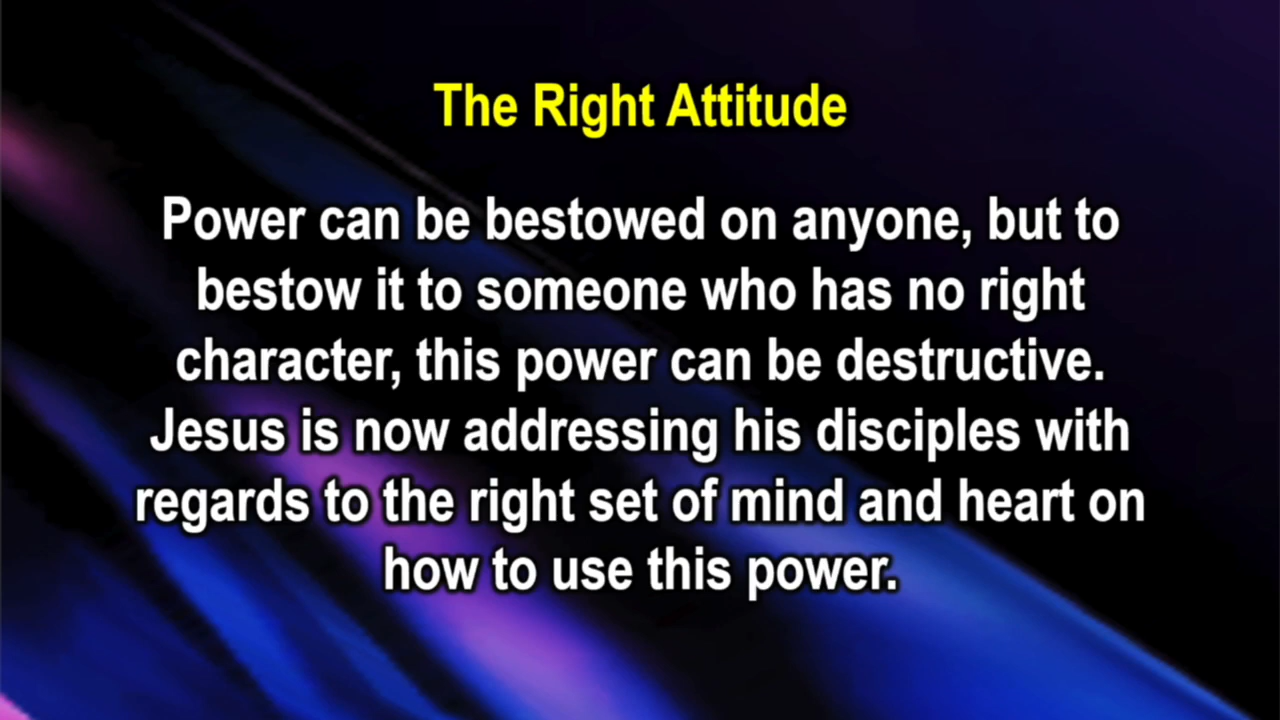 The Right Attitude
Power can be bestowed on anyone, but to
bestow it to someone who has no right
character, this power can be destructive.
Jesus is now addressing his disciples with
regards to the right set of mind and heart on
how to use this power.